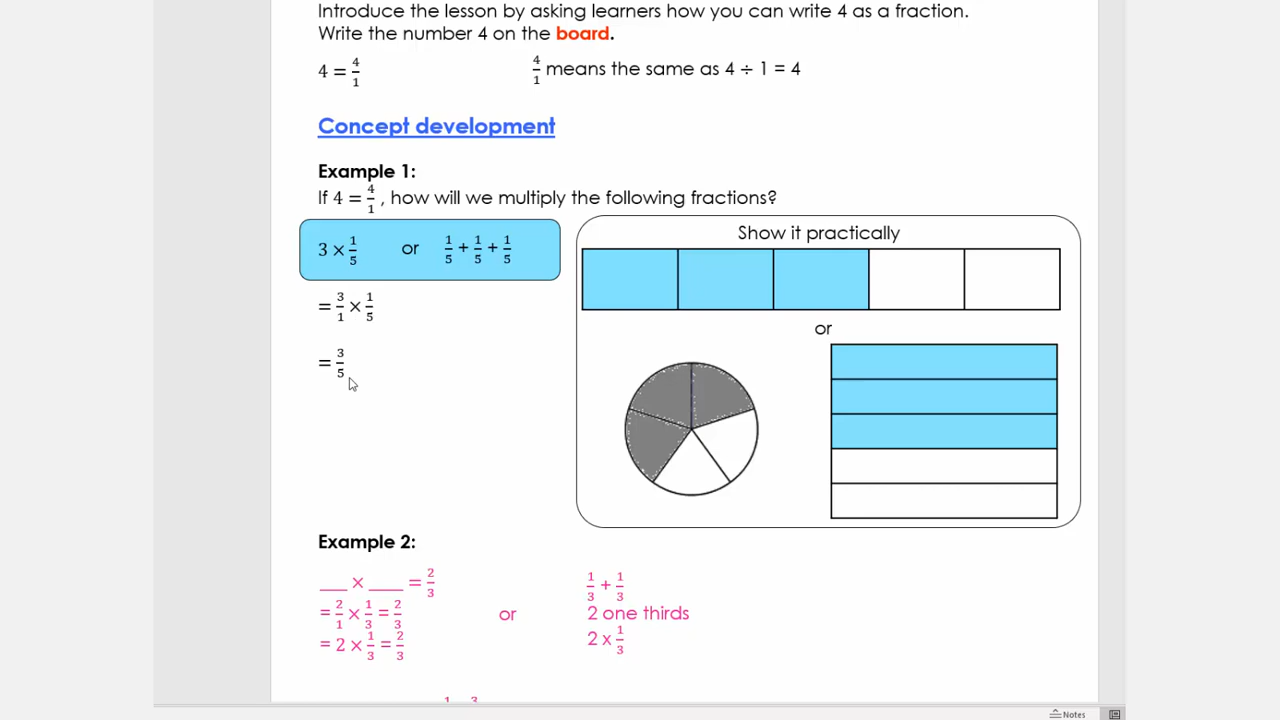 Introduce the lesson by asking learners how you can write 4 as a fraction.
Write the number 4 on the board.
4 = 4/1
4/1 means the same as 4 ÷ 1 = 4
Concept development
Example 1:
If 4 = 4/1 , how will we multiply the following fractions?
3 × 1/5 or 1/5 + 1/5 + 1/5
= 3/1 × 1/5
= 3/5
Show it practically
or
Example 2:
___ × ___ = 2/3
= 2/1 × 1/3 = 2/3
= 2 × 1/3 = 2/3
or
1/3 + 1/3
2 one thirds
2 x 1/3
Notes